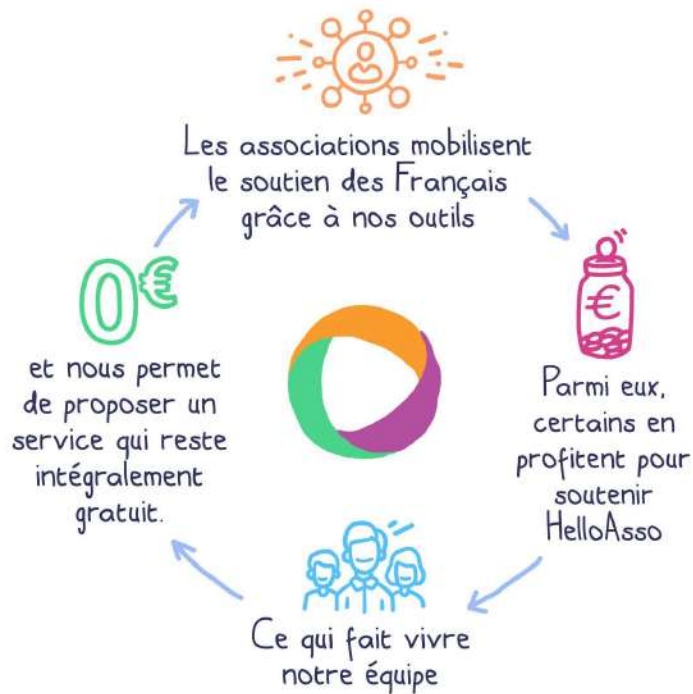 Les associations mobilisent
le soutien des Français
grâce à nos outils
€
Parmi eux,
certains en
profitent pour
soutenir
HelloAsso
Ce qui fait vivre
notre équipe
0€
et nous permet
de proposer un
service qui reste
intégralement
gratuit.